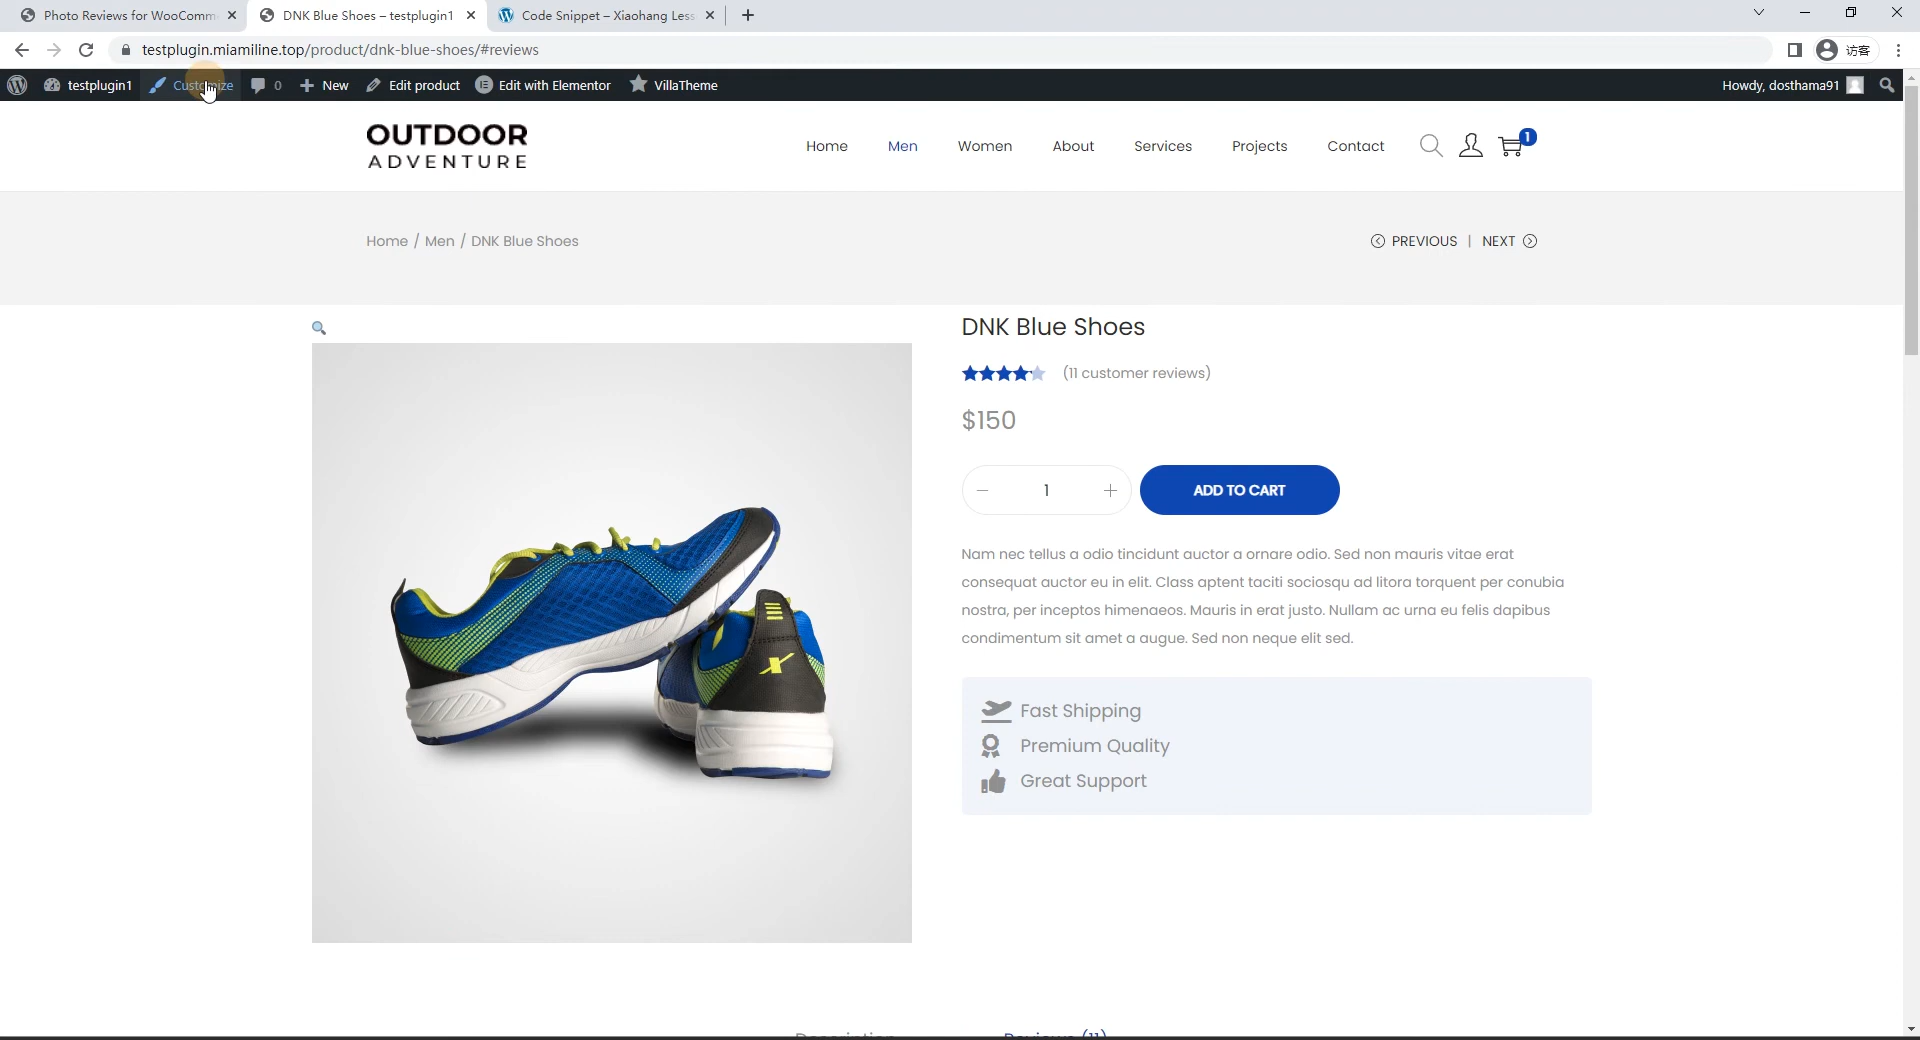 Photo Reviews for WooComm
DNK Blue Shoes – testplugin1
Code Snippet – Xiaohang Less
testplugin.miamiline.top/product/dnk-blue-shoes/#reviews
访客
testplugin1
Customize
0
New
Edit product
Edit with Elementor
VillaTheme
Howdy, dosthama91
OUTDOOR
ADVENTURE
Home
Men
Women
About
Services
Projects
Contact
1
Home / Men / DNK Blue Shoes
PREVIOUS | NEXT
DNK Blue Shoes
(11 customer reviews)
$150
− 1 +
ADD TO CART
Nam nec tellus a odio tincidunt auctor a ornare odio. Sed non mauris vitae erat
consequat auctor eu in elit. Class aptent taciti sociosqu ad litora torquent per conubia
nostra, per inceptos himenaeos. Mauris in erat justo. Nullam ac urna eu felis dapibus
condimentum sit amet a augue. Sed non neque elit sed.
Fast Shipping
Premium Quality
Great Support
Description
Reviews (11)